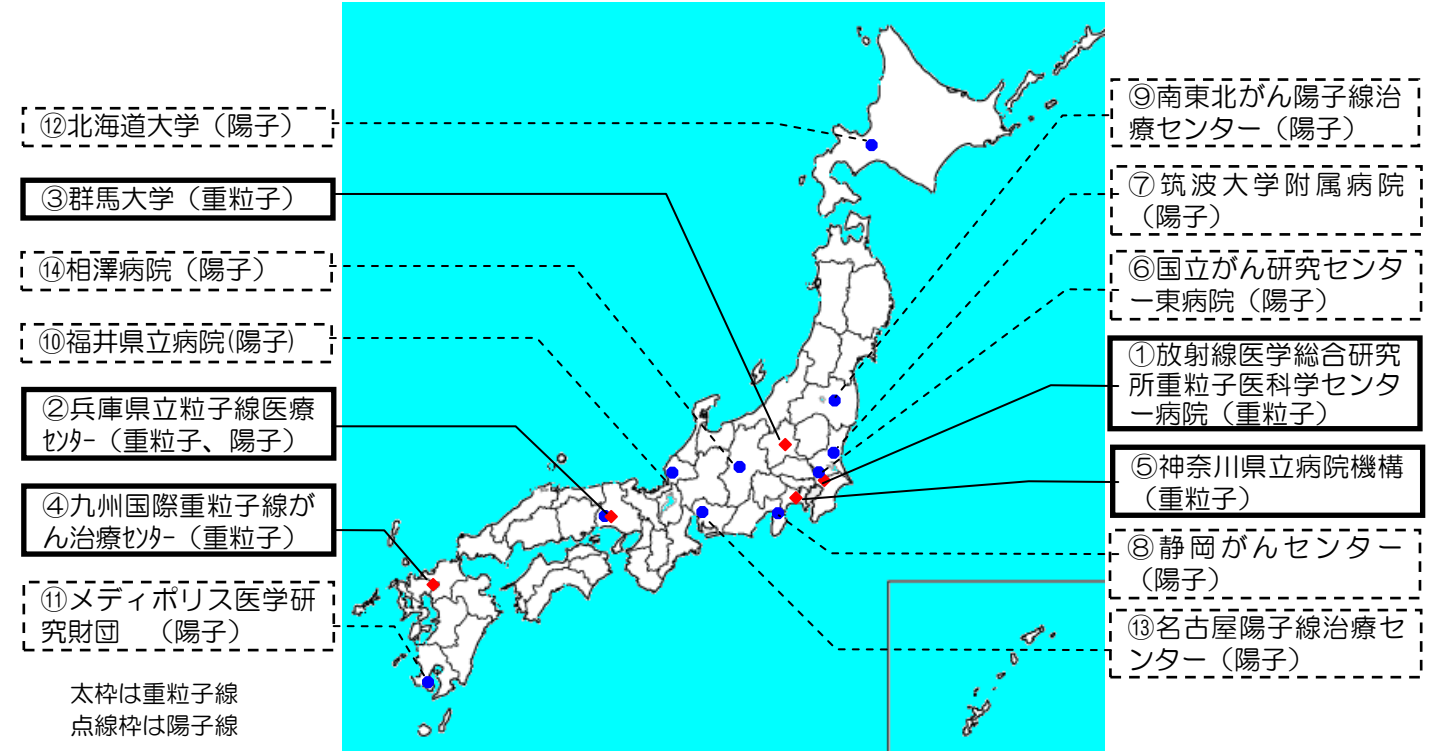 ⑫北海道大学（陽子）
③群馬大学（重粒子）
⑭相澤病院（陽子）
⑩福井県立病院(陽子)
②兵庫県立粒子線医療
ｾﾝﾀｰ（重粒子、陽子）
④九州国際重粒子線が
ん治療ｾﾝﾀｰ（重粒子）
⑪メディポリス医学研
究財団　（陽子）
太枠は重粒子線
点線枠は陽子線
⑨南東北がん陽子線治
療センター（陽子）
⑦筑波大学附属病院
（陽子）
⑥国立がん研究センタ
ー東病院（陽子）
①放射線医学総合研究
所重粒子医科学センタ
ー病院（重粒子）
⑤神奈川県立病院機構
（重粒子）
⑧静岡がんセンター
（陽子）
⑬名古屋陽子線治療セ
ンター（陽子）